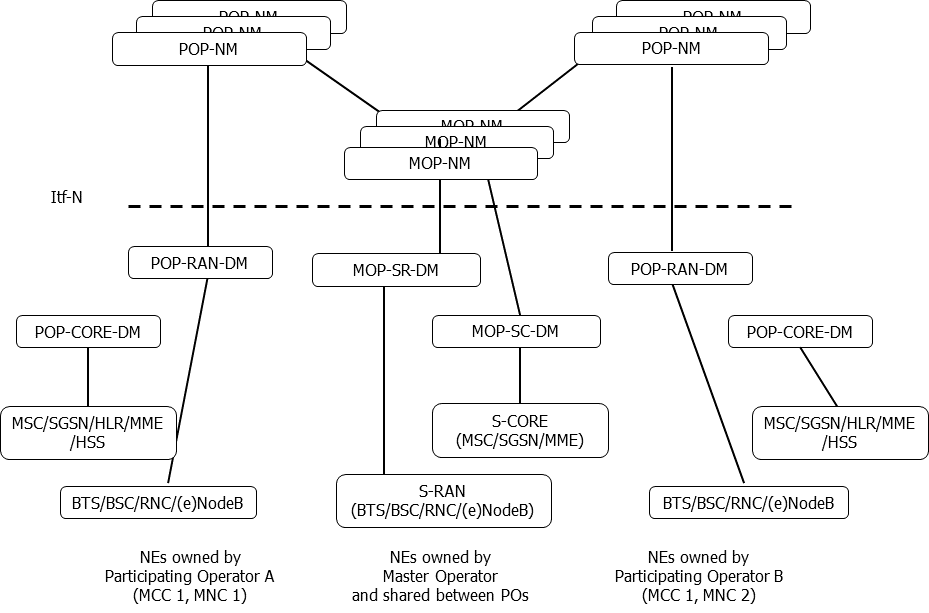 POP-NM
POP-NM
POP-NM
POP-NM
POP-NM
POP-NM
MOP-NM
MOP-NM
MOP-NM
Itf-N
POP-RAN-DM
MOP-SR-DM
POP-RAN-DM
POP-CORE-DM
MOP-SC-DM
POP-CORE-DM
MSC/SGSN/HLR/MME
/HSS
S-CORE
(MSC/SGSN/MME)
MSC/SGSN/HLR/MME
/HSS
BTS/BSC/RNC/(e)NodeB
S-RAN
(BTS/BSC/RNC/(e)NodeB)
BTS/BSC/RNC/(e)NodeB
NEs owned by
Participating Operator A
(MCC 1, MNC 1)
NEs owned by
Master Operator
and shared between POs
NEs owned by
Participating Operator B
(MCC 1, MNC 2)